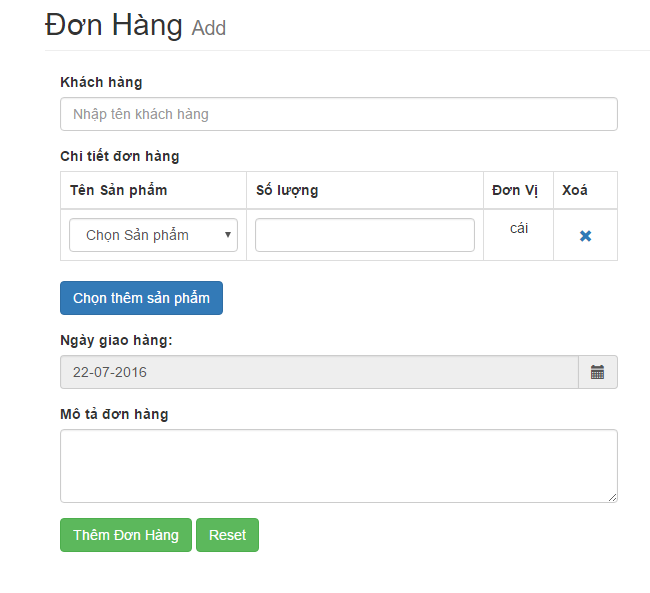 Đơn Hàng Add
Khách hàng
Nhập tên khách hàng
Chi tiết đơn hàng
Tên Sản phẩm Số lượng Đơn Vị Xoá
Chọn Sản phẩm cái
Chọn thêm sản phẩm
Ngày giao hàng:
22-07-2016
Mô tả đơn hàng
Thêm Đơn Hàng Reset